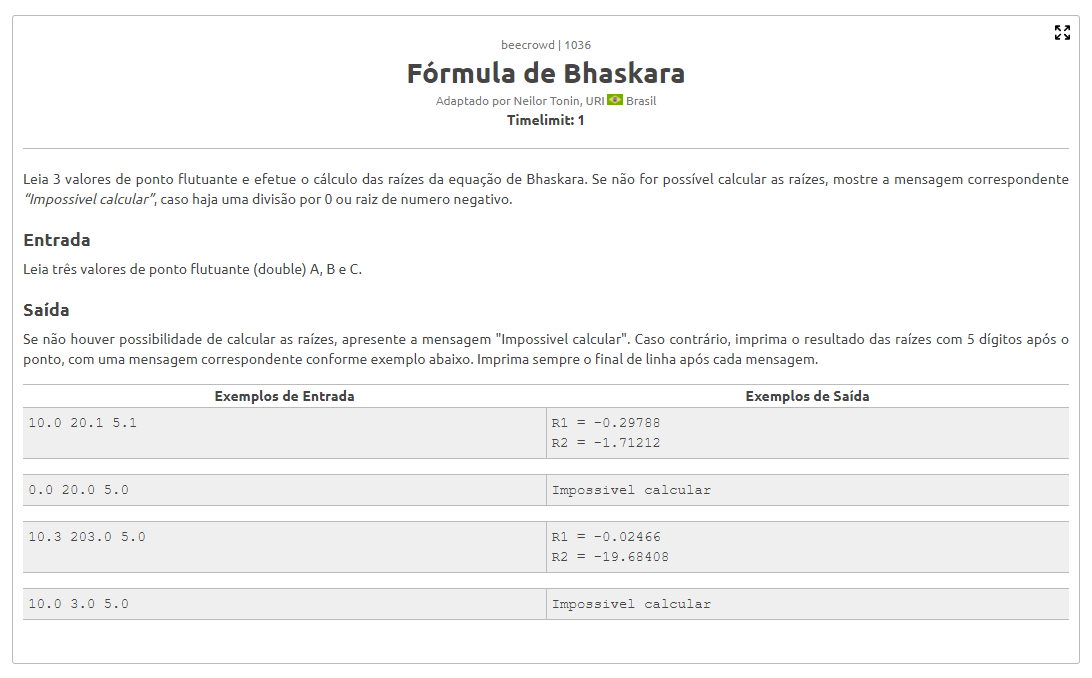 beecrowd | 1036
Fórmula de Bhaskara
Adaptado por Neilor Tonin, URI Brasil
Timelimit: 1
Leia 3 valores de ponto flutuante e efetue o cálculo das raízes da equação de Bhaskara. Se não for possível calcular as raízes, mostre a mensagem correspondente
“Impossivel calcular”, caso haja uma divisão por 0 ou raiz de numero negativo.
Entrada
Leia três valores de ponto flutuante (double) A, B e C.
Saída
Se não houver possibilidade de calcular as raízes, apresente a mensagem "Impossivel calcular". Caso contrário, imprima o resultado das raízes com 5 dígitos após o
ponto, com uma mensagem correspondente conforme exemplo abaixo. Imprima sempre o final de linha após cada mensagem.
Exemplos de Entrada Exemplos de Saída
10.0 20.1 5.1 R1 = -0.29788
R2 = -1.71212
0.0 20.0 5.0 Impossivel calcular
10.3 203.0 5.0 R1 = -0.02466
R2 = -19.68408
10.0 3.0 5.0 Impossivel calcular